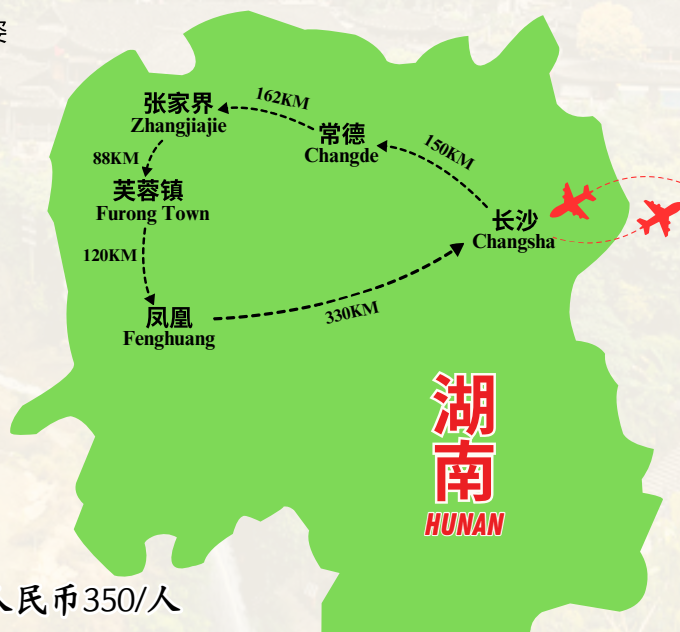 162KM
张家界
Zhangjiajie
常德
Changde
150KM
88KM
芙蓉镇
Furong Town
长沙
Changsha
120KM
凤凰
Fenghuang
330KM
湖
南
HUNAN
人民币350/人